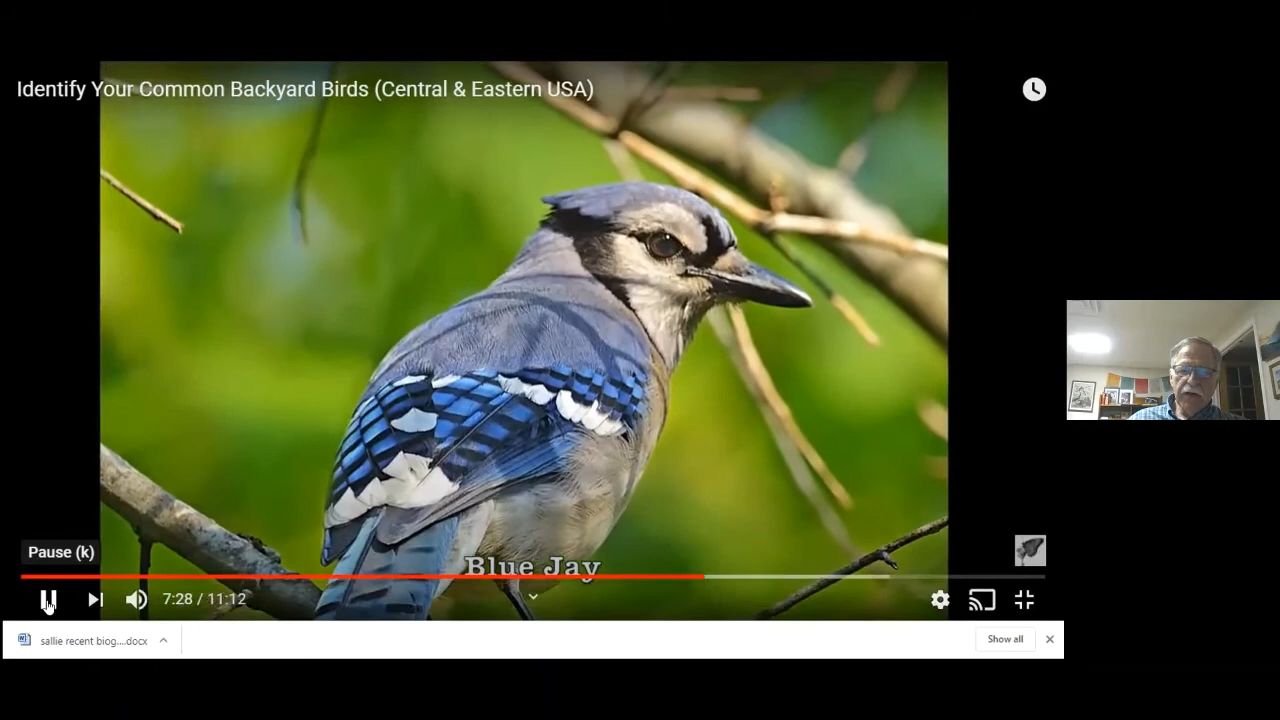 Identify Your Common Backyard Birds (Central & Eastern USA)
Pause (k)
Blue Jay
7:28 / 11:12
sallie recent biog....docx
Show all